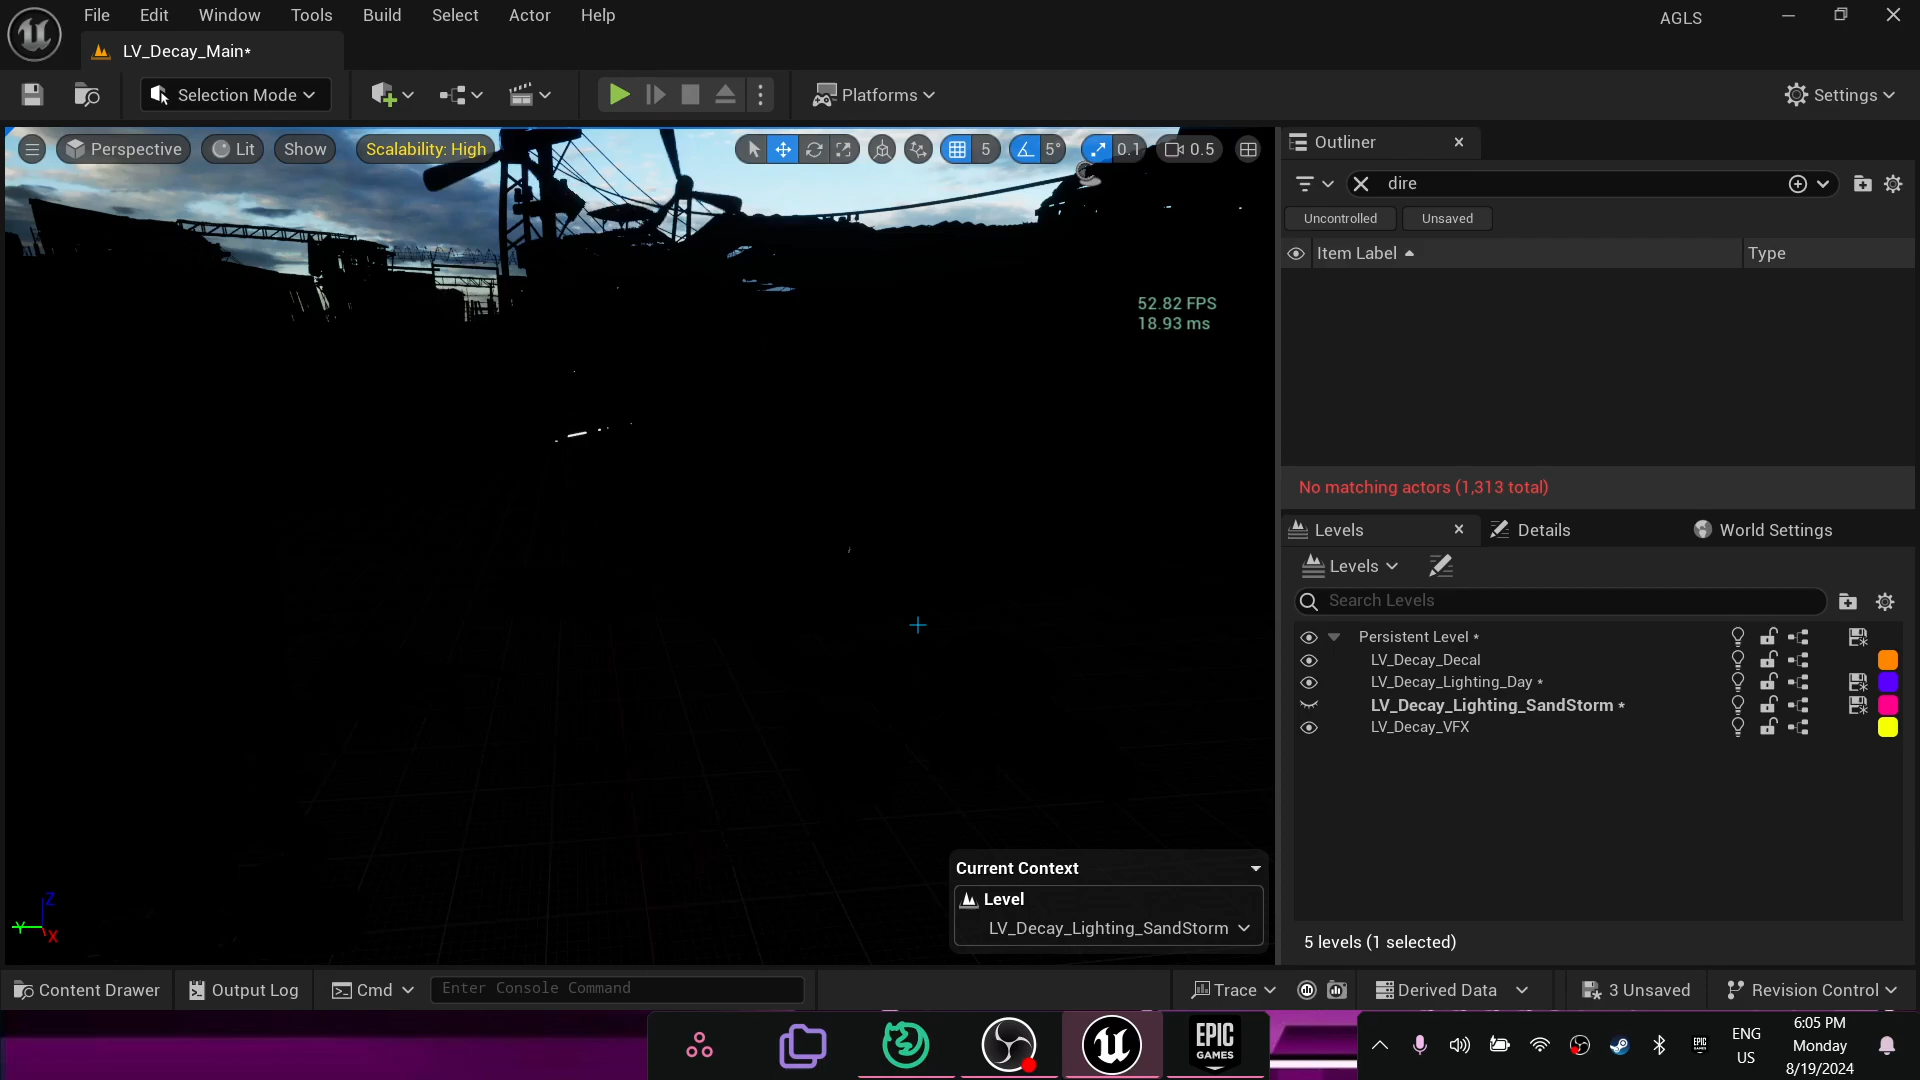 File Edit Window Tools Build Select Actor Help
AGLS
LV_Decay_Main*
Selection Mode
Platforms
Settings
Perspective
Lit
Show
Scalability: High
5
5°
0.1
0.5
52.82 FPS
18.93 ms
Outliner
dire
Uncontrolled
Unsaved
Item Label
Type
No matching actors (1,313 total)
Levels
Details
World Settings
Levels
Search Levels
Persistent Level *
LV_Decay_Decal
LV_Decay_Lighting_Day *
LV_Decay_Lighting_SandStorm *
LV_Decay_VFX
5 levels (1 selected)
Current Context
Level
LV_Decay_Lighting_SandStorm
Z
Y
X
Content Drawer
Output Log
Cmd
Enter Console Command
Trace
Derived Data
3 Unsaved
Revision Control
EPIC
GAMES
ENG
US
6:05 PM
Monday
8/19/2024